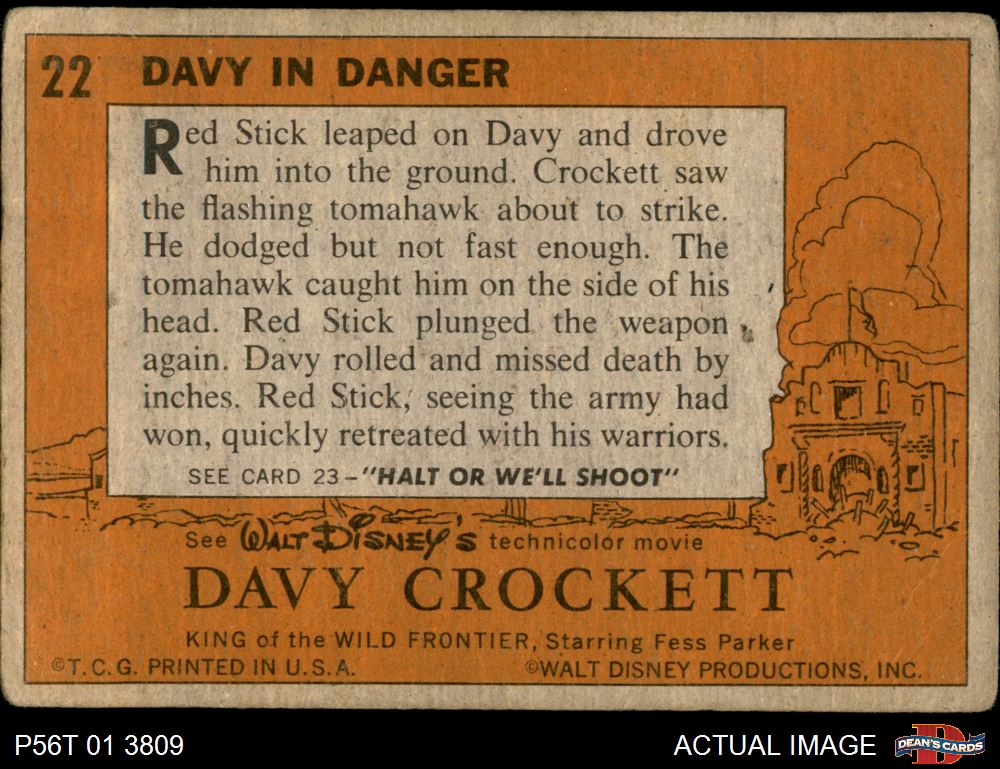 22 DAVY IN DANGER
Red Stick leaped on Davy and drove
him into the ground. Crockett saw
the flashing tomahawk about to strike.
He dodged but not fast enough. The
tomahawk caught him on the side of his
head. Red Stick plunged the weapon
again. Davy rolled and missed death by
inches. Red Stick, seeing the army had
won, quickly retreated with his warriors.
SEE CARD 23–"HALT OR WE'LL SHOOT"
See WALT DISNEY'S technicolor movie
DAVY CROCKETT
KING of the WILD FRONTIER, Starring Fess Parker
©T.C.G. PRINTED IN U.S.A. ©WALT DISNEY PRODUCTIONS, INC.
P56T 01 3809 ACTUAL IMAGE D DEAN'S CARDS